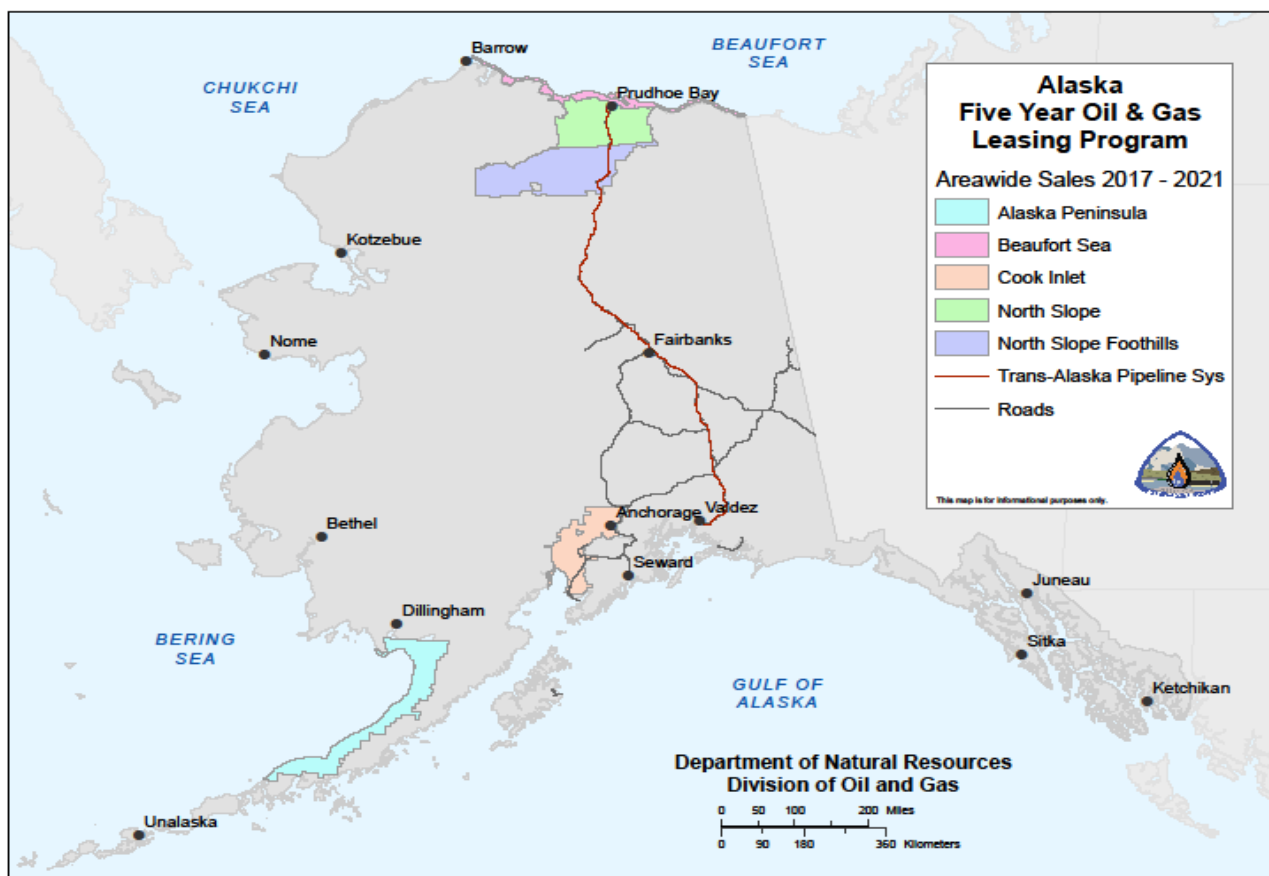 Barrow
BEAUFORT
SEA
CHUKCHI
SEA
Prudhoe Bay
Alaska
Five Year Oil & Gas
Leasing Program
Areawide Sales 2017 - 2021
Alaska Peninsula
Beaufort Sea
Cook Inlet
North Slope
North Slope Foothills
Trans-Alaska Pipeline Sys
Roads
This map is for informational purposes only.
Kotzebue
Nome
Fairbanks
Bethel
Anchorage
Valdez
Seward
Juneau
Dillingham
Sitka
BERING
SEA
Ketchikan
GULF OF
ALASKA
Department of Natural Resources
Division of Oil and Gas
0 50 100 200 Miles
0 90 180 360 Kilometers
Unalaska